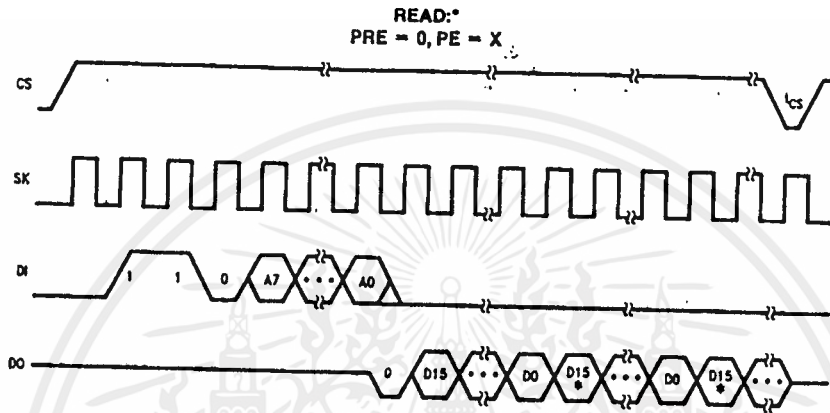 READ:*
PRE = 0, PE = X
CS
tCS
SK
DI
1 1 0 A7 • • • A0
DO
0 D15 • • • D0 D15 * • • • D0 D15 * • • •